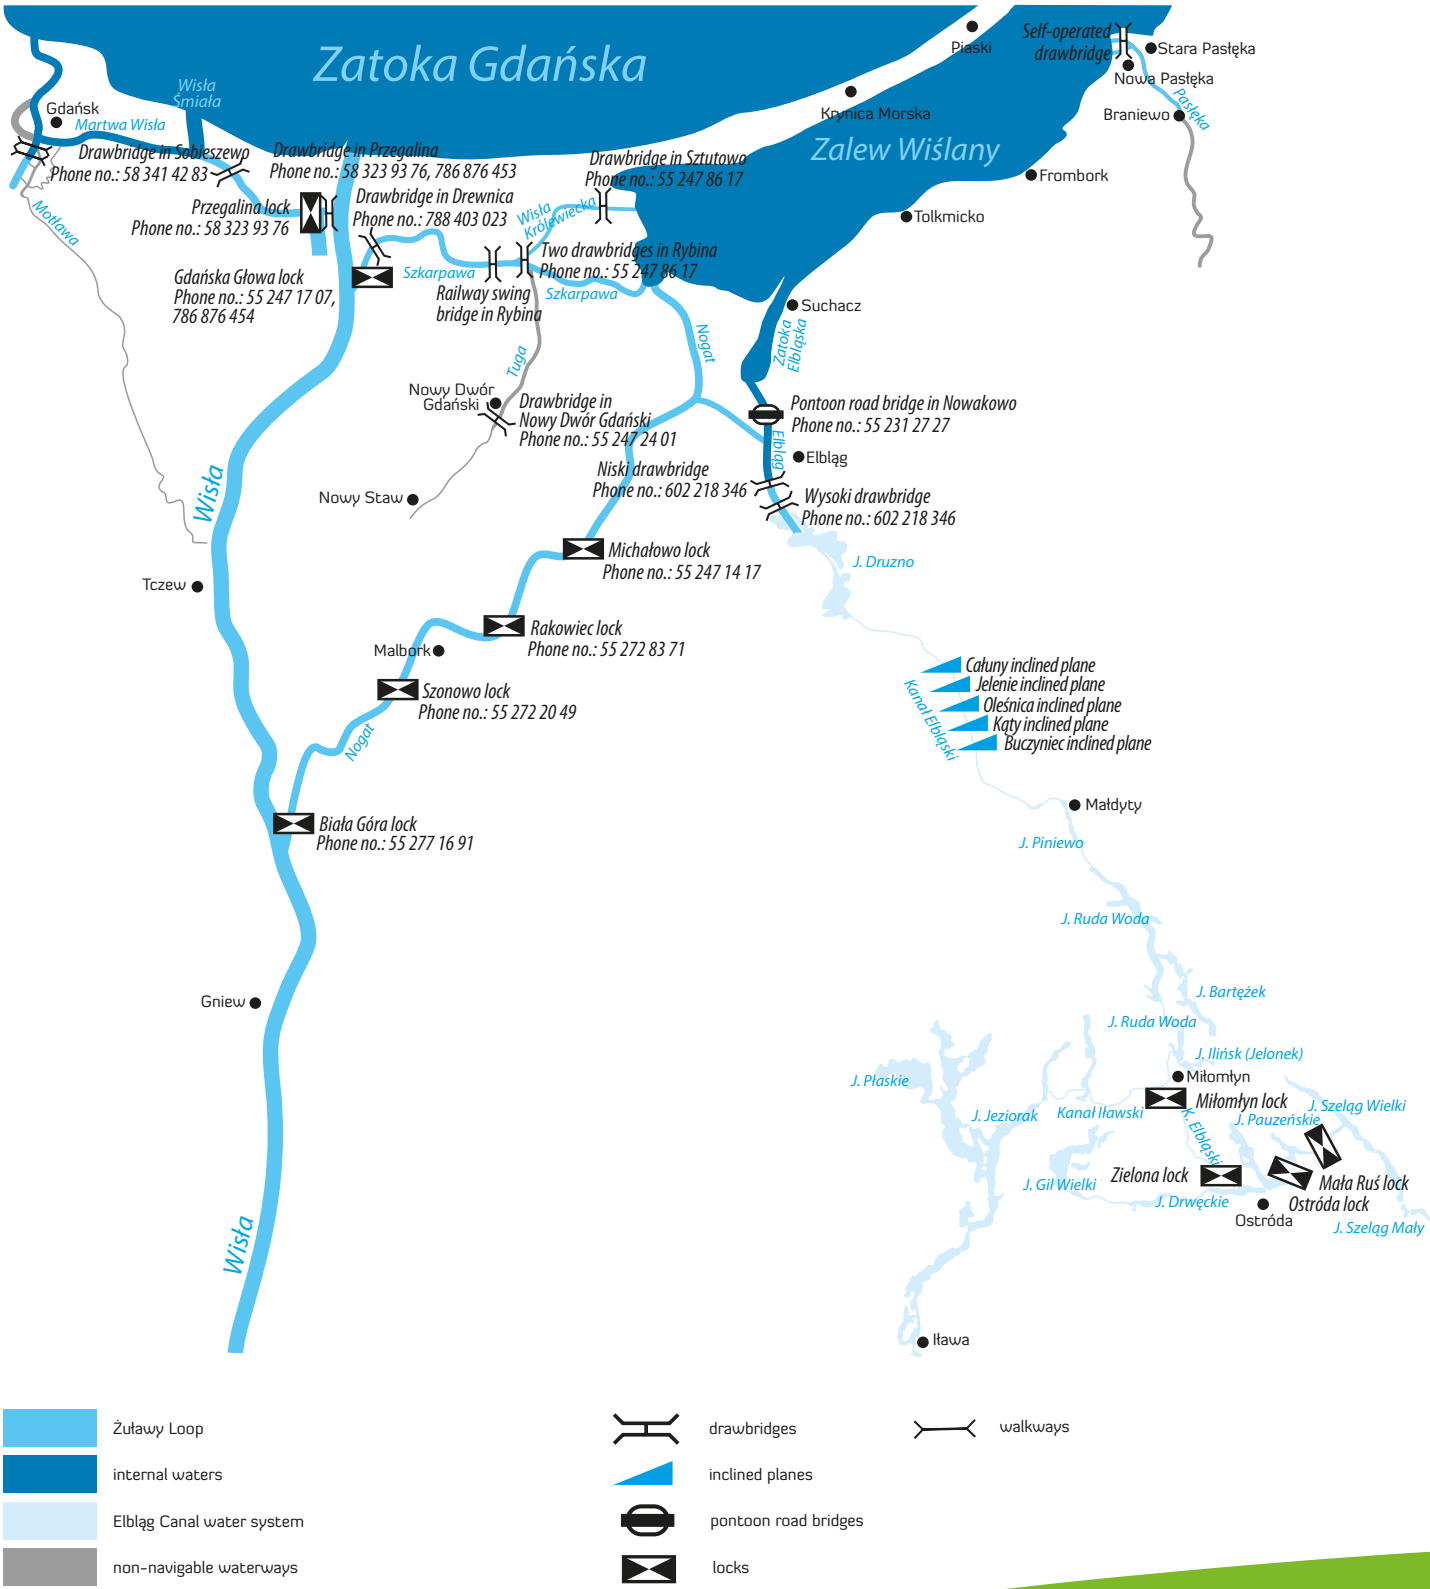 Zatoka Gdańska
Piaski
Self-operated
drawbridge
Stara Pasłęka
Nowa Pasłęka
Pasłęka
Braniewo
Wisła
Śmiała
Gdańsk
Martwa Wisła
Krynica Morska
Zalew Wiślany
Frombork
Tolkmicko
Drawbridge in Sobieszewo
Phone no.: 58 341 42 83
Drawbridge in Przegalina
Phone no.: 58 323 93 76, 786 876 453
Drawbridge in Sztutowo
Phone no.: 55 247 86 17
Motława
Przegalina lock
Phone no.: 58 323 93 76
Drawbridge in Drewnica
Phone no.: 788 403 023
Wisła
Królewiecka
Two drawbridges in Rybina
Phone no.: 55 247 86 17
Gdańska Głowa lock
Phone no.: 55 247 17 07,
786 876 454
Szkarpawa
Railway swing
bridge in Rybina
Szkarpawa
Suchacz
Zatoka
Elbląska
Nogat
Tuga
Nowy Dwór
Gdański
Drawbridge in
Nowy Dwór Gdański
Phone no.: 55 247 24 01
Pontoon road bridge in Nowakowo
Phone no.: 55 231 27 27
Elbląg
Elbląg
Niski drawbridge
Phone no.: 602 218 346
Wysoki drawbridge
Phone no.: 602 218 346
Wisła
Nowy Staw
Michałowo lock
Phone no.: 55 247 14 17
J. Druzno
Tczew
Rakowiec lock
Phone no.: 55 272 83 71
Malbork
Szonowo lock
Phone no.: 55 272 20 49
Nogat
Całuny inclined plane
Jelenie inclined plane
Oleśnica inclined plane
Kąty inclined plane
Buczyniec inclined plane
Kanał Elbląski
Biała Góra lock
Phone no.: 55 277 16 91
Małdyty
J. Piniewo
J. Ruda Woda
Gniew
J. Bartężek
J. Ruda Woda
J. Ilińsk (Jelonek)
J. Płaskie
Miłomłyn
Miłomłyn lock
J. Jeziorak
Kanał Iławski
K. Elbląski
J. Szeląg Wielki
J. Pauzeńskie
Zielona lock
J. Gil Wielki
J. Drwęckie
Mała Ruś lock
Ostróda lock
Ostróda
J. Szeląg Mały
Wisła
Iława
Żuławy Loop
internal waters
Elbląg Canal water system
non-navigable waterways
drawbridges
inclined planes
pontoon road bridges
locks
walkways